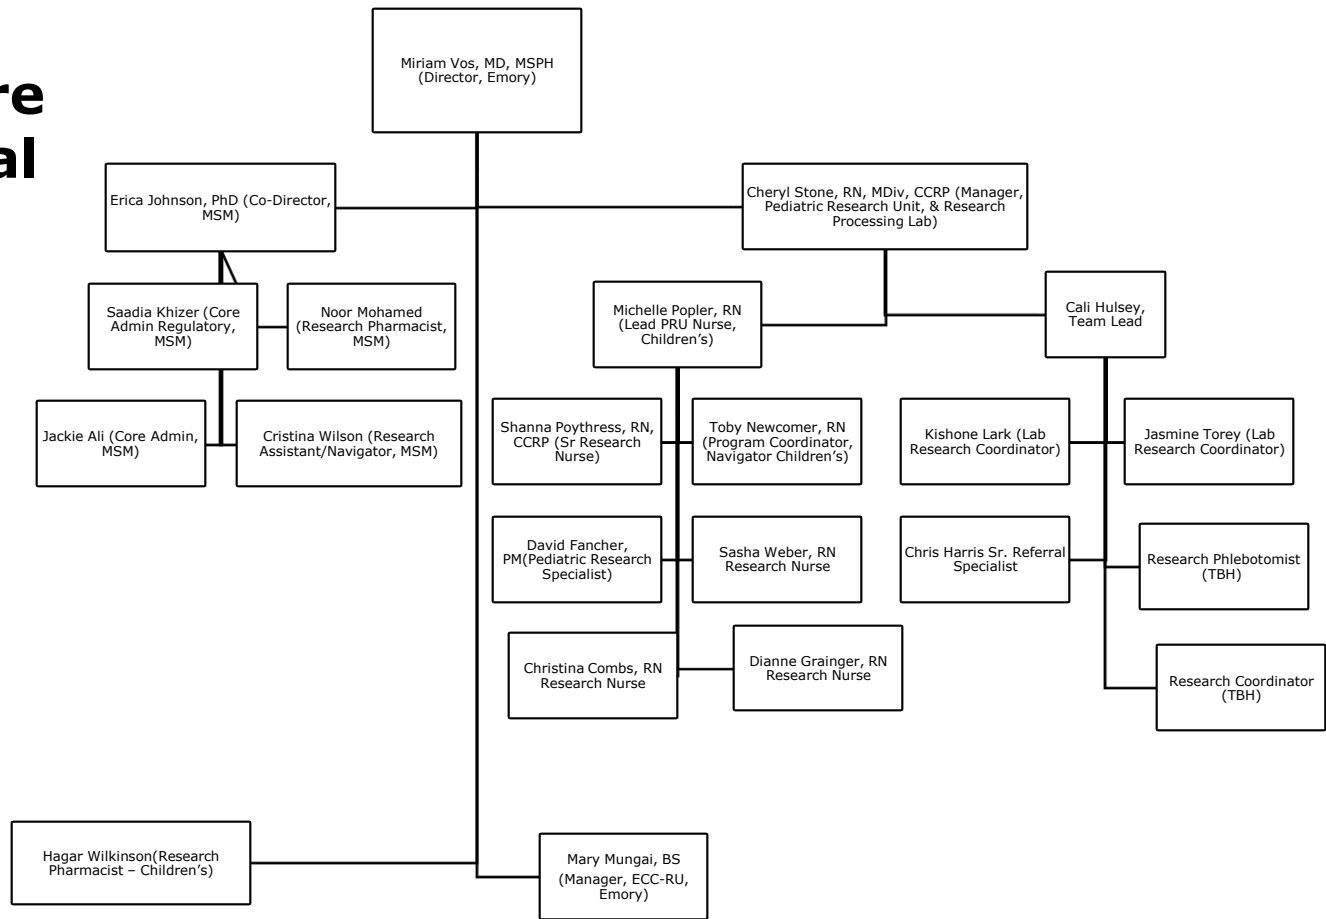 re
al
Miriam Vos, MD, MSPH
(Director, Emory)
Erica Johnson, PhD (Co-Director,
MSM)
Cheryl Stone, RN, MDiv, CCRP (Manager,
Pediatric Research Unit, & Research
Processing Lab)
Saadia Khizer (Core
Admin Regulatory,
MSM)
Noor Mohamed
(Research Pharmacist,
MSM)
Michelle Popler, RN
(Lead PRU Nurse,
Children’s)
Cali Hulsey,
Team Lead
Jackie Ali (Core Admin,
MSM)
Cristina Wilson (Research
Assistant/Navigator, MSM)
Shanna Poythress, RN,
CCRP (Sr Research
Nurse)
Toby Newcomer, RN
(Program Coordinator,
Navigator Children’s)
Kishone Lark (Lab
Research Coordinator)
Jasmine Torey (Lab
Research Coordinator)
David Fancher,
PM(Pediatric Research
Specialist)
Sasha Weber, RN
Research Nurse
Chris Harris Sr. Referral
Specialist
Research Phlebotomist
(TBH)
Christina Combs, RN
Research Nurse
Dianne Grainger, RN
Research Nurse
Research Coordinator
(TBH)
Hagar Wilkinson(Research
Pharmacist – Children’s)
Mary Mungai, BS
(Manager, ECC-RU,
Emory)